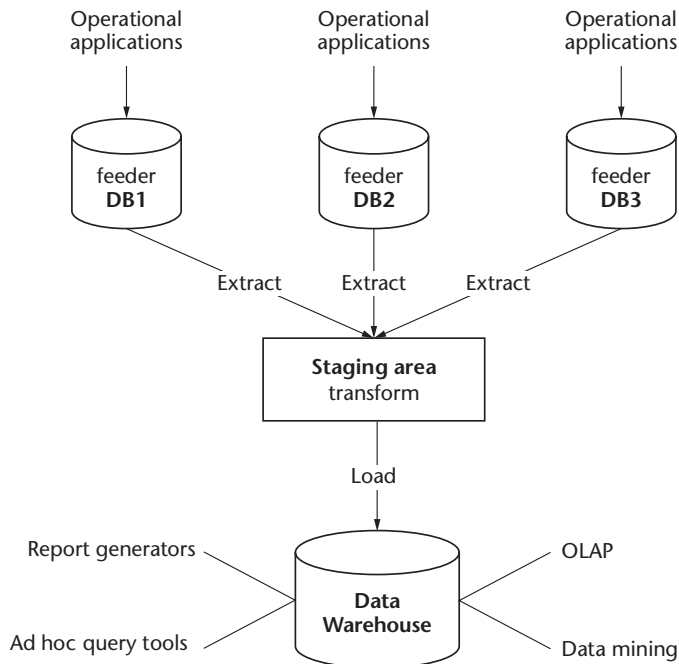 Operational
applications
Operational
applications
Operational
applications
feeder
DB1
feeder
DB2
feeder
DB3
Extract
Extract
Extract
Staging area
transform
Load
Report generators
OLAP
Data
Warehouse
Ad hoc query tools
Data mining